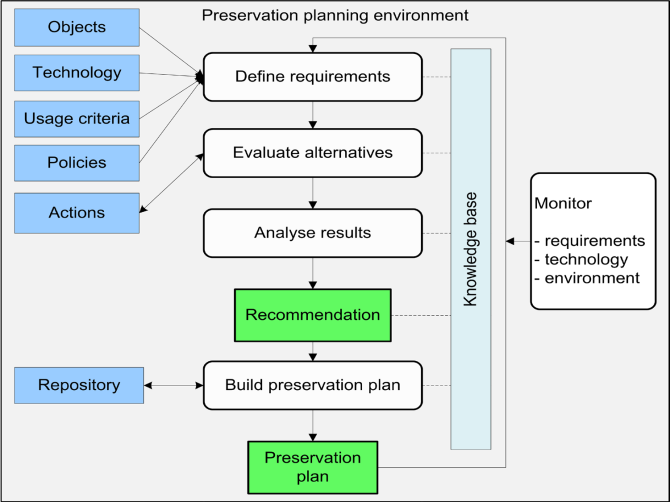 Preservation planning environment
Objects
Technology
Usage criteria
Policies
Actions
Repository
Define requirements
Evaluate alternatives
Analyse results
Recommendation
Build preservation plan
Preservation
plan
Knowledge base
Monitor
- requirements
- technology
- environment